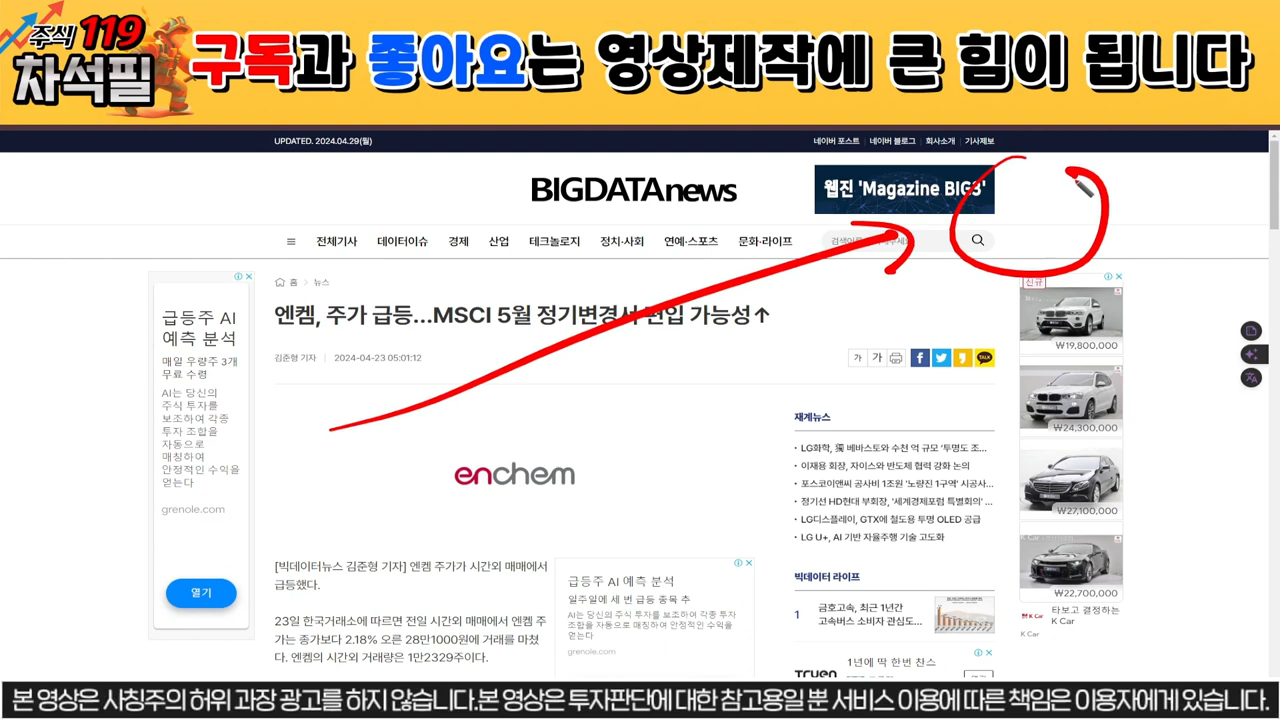 주식 119
차석필
구독과 좋아요는 영상제작에 큰 힘이 됩니다
UPDATED. 2024.04.29(월)
네이버 포스트 | 네이버 블로그 | 회사소개 | 기사제보
BIGDATAnews
웹진 'Magazine BIG3'
전체기사 데이터이슈 경제 산업 테크놀로지 정치·사회 연예·스포츠 문화·라이프
홈 > 뉴스
엔켐, 주가 급등…MSCI 5월 정기변경서 편입 가능성↑
김준형 기자 | 2024-04-23 05:01:12
가 가
TALK
급등주 AI
예측 분석
매일 우량주 3개
무료 수령
AI는 당신의
주식 투자를
보조하여 각종
투자 조합을
자동으로
매칭하여
안정적인 수익을
얻는다
grenole.com
열기
enchem
[빅데이터뉴스 김준형 기자] 엔켐 주가가 시간외 매매에서
급등했다.
23일 한국거래소에 따르면 전일 시간외 매매에서 엔켐 주
가는 종가보다 2.18% 오른 28만1000원에 거래를 마쳤
다. 엔켐의 시간외 거래량은 1만2329주이다.
급등주 AI 예측 분석
일주일에 세 번 급등 종목 추
AI는 당신의 주식 투자를 보조하여 각종 투자
조합을 자동으로 매칭하여 안정적인 수익을
얻는다
grenole.com
재계뉴스
LG화학, 獨 베바스토와 수천 억 규모 '투명도 조...
이재용 회장, 자이스와 반도체 협력 강화 논의
포스코이앤씨 공사비 1조원 '노량진 1구역' 시공사...
정기선 HD현대 부회장, '세계경제포럼 특별회의' ...
LG디스플레이, GTX에 철도용 투명 OLED 공급
LG U+, AI 기반 자율주행 기술 고도화
빅데이터 라이프
1 금호고속, 최근 1년간
고속버스 소비자 관심도...
1년에 딱 한번 찬스
신규
₩19,800,000
₩24,300,000
₩27,100,000
K Car
₩22,700,000
타보고 결정하는
K Car
K Car
본 영상은 사칭주의 허위 과장 광고를 하지 않습니다.본 영상은 투자판단에 대한 참고용일 뿐 서비스 이용에 따른 책임은 이용자에게 있습니다.